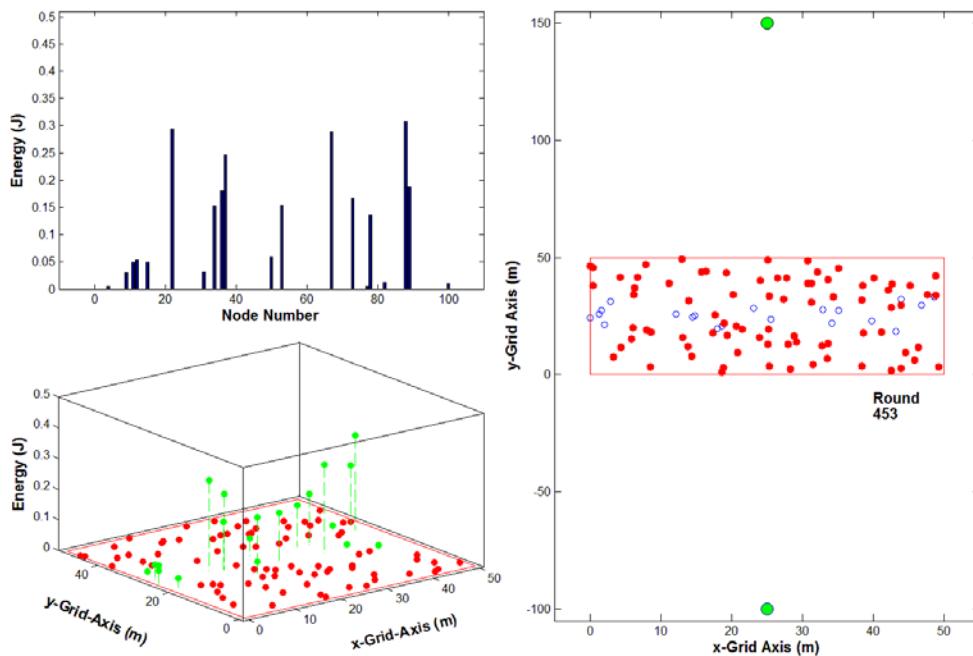 0.5
0.45
0.4
0.35
0.3
0.25
0.2
0.15
0.1
0.05
0
Energy (J)
0 20 40 60 80 100
Node Number
0.5
0.4
0.3
0.2
0.1
0
Energy (J)
40
20
0
y-Grid-Axis (m)
0 10 20 30 40 50
x-Grid-Axis (m)
150
100
50
0
-50
-100
y-Grid Axis (m)
Round
453
0 10 20 30 40 50
x-Grid Axis (m)